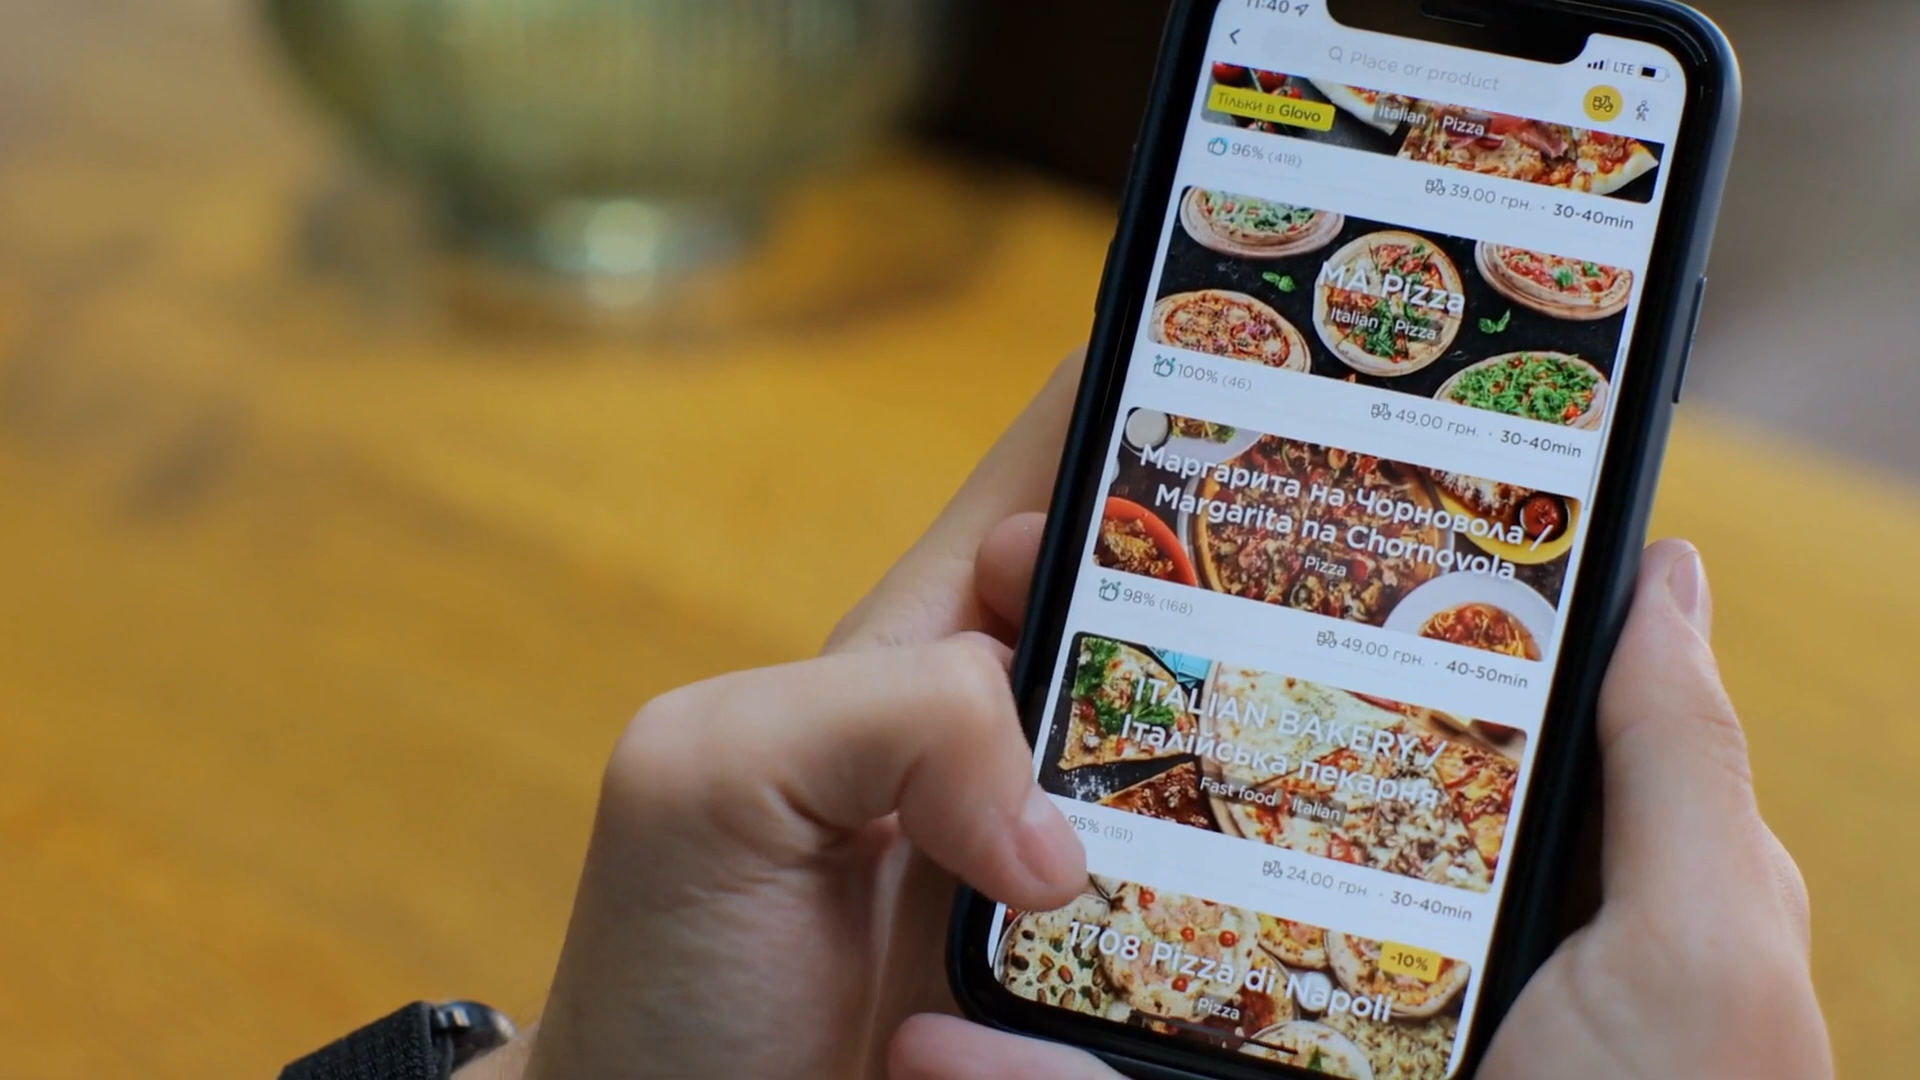 11:40
LTE
Place or product
Тільки в Glovo
Italian Pizza
96% (418)
39,00 грн. · 30-40min
MA Pizza
Italian Pizza
100% (46)
49,00 грн. · 30-40min
Маргарита на Чорновола /
Margarita na Chornovola
Pizza
98% (168)
49,00 грн. · 40-50min
ITALIAN BAKERY /
Італійська пекарня
Fast food Italian
95% (151)
24,00 грн. · 30-40min
-10%
1708 Pizza di Napoli
Pizza